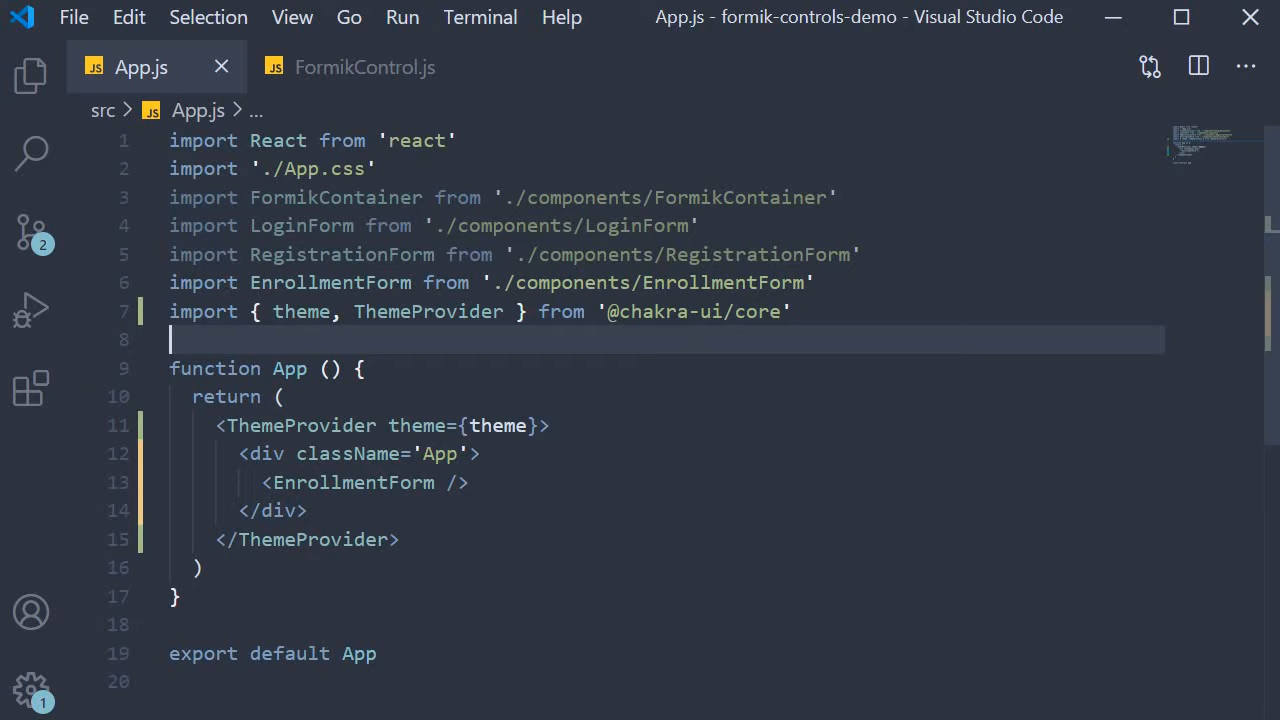 File Edit Selection View Go Run Terminal Help App.js - formik-controls-demo - Visual Studio Code
JS App.js JS FormikControl.js
src > JS App.js > ...
1 import React from 'react'
2 import './App.css'
3 import FormikContainer from './components/FormikContainer'
4 import LoginForm from './components/LoginForm'
5 import RegistrationForm from './components/RegistrationForm'
6 import EnrollmentForm from './components/EnrollmentForm'
7 import { theme, ThemeProvider } from '@chakra-ui/core'
8
9 function App () {
10   return (
11     <ThemeProvider theme={theme}>
12       <div className='App'>
13         <EnrollmentForm />
14       </div>
15     </ThemeProvider>
16   )
17 }
18
19 export default App
20
2
1